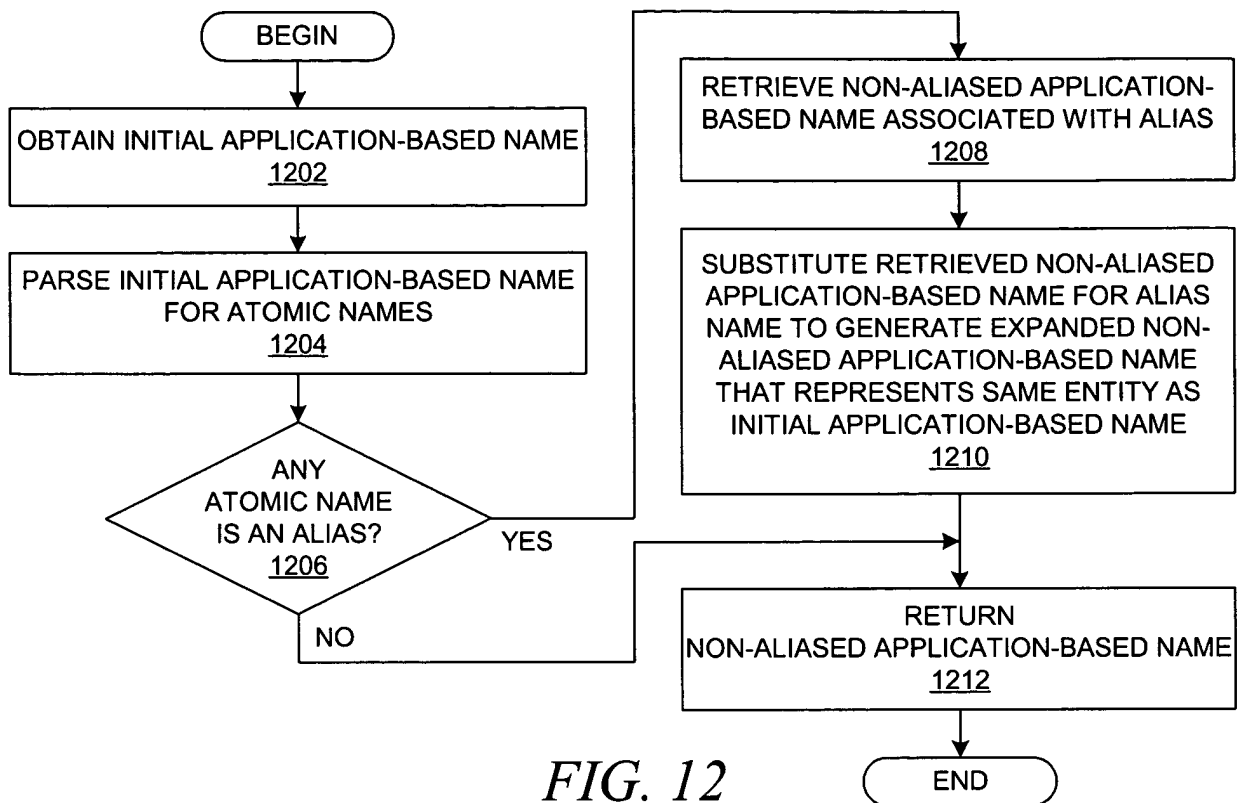 BEGIN
OBTAIN INITIAL APPLICATION-BASED NAME
1202
PARSE INITIAL APPLICATION-BASED NAME
FOR ATOMIC NAMES
1204
ANY
ATOMIC NAME
IS AN ALIAS?
1206
YES
NO
RETRIEVE NON-ALIASED APPLICATION-
BASED NAME ASSOCIATED WITH ALIAS
1208
SUBSTITUTE RETRIEVED NON-ALIASED
APPLICATION-BASED NAME FOR ALIAS
NAME TO GENERATE EXPANDED NON-
ALIASED APPLICATION-BASED NAME
THAT REPRESENTS SAME ENTITY AS
INITIAL APPLICATION-BASED NAME
1210
RETURN
NON-ALIASED APPLICATION-BASED NAME
1212
END
FIG. 12